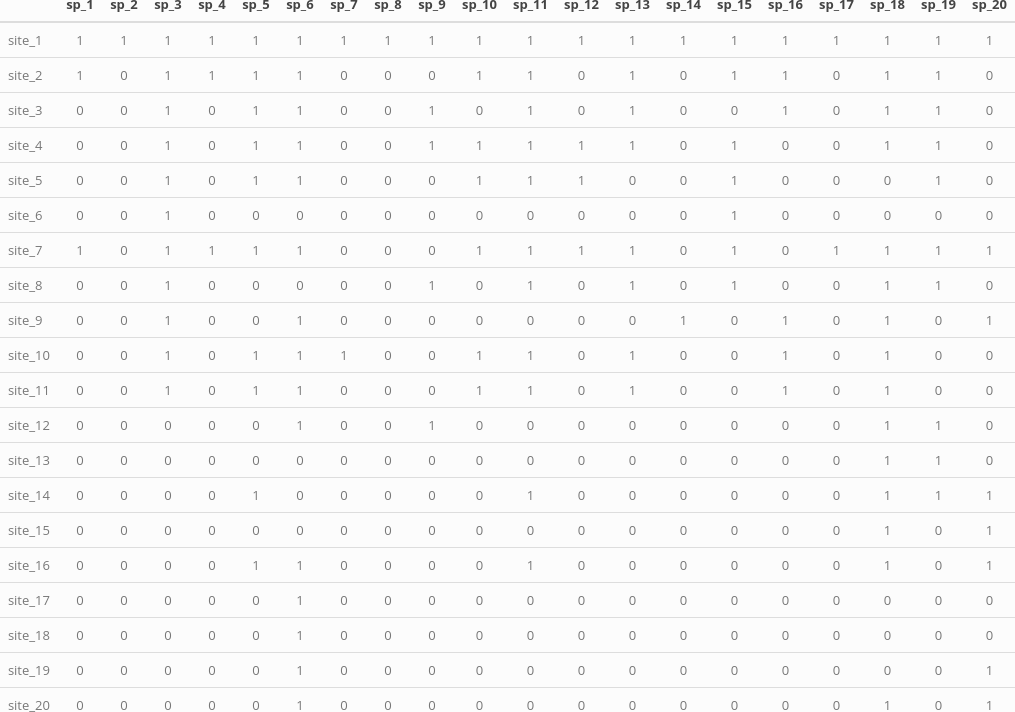 sp_1 sp_2 sp_3 sp_4 sp_5 sp_6 sp_7 sp_8 sp_9 sp_10 sp_11 sp_12 sp_13 sp_14 sp_15 sp_16 sp_17 sp_18 sp_19 sp_20
site_1 1 1 1 1 1 1 1 1 1 1 1 1 1 1 1 1 1 1 1 1
site_2 1 0 1 1 1 1 0 0 0 1 1 0 1 0 1 1 0 1 1 0
site_3 0 0 1 0 1 1 0 0 1 0 1 0 1 0 0 1 0 1 1 0
site_4 0 0 1 0 1 1 0 0 1 1 1 1 1 0 1 0 0 1 1 0
site_5 0 0 1 0 1 1 0 0 0 1 1 1 0 0 1 0 0 0 1 0
site_6 0 0 1 0 0 0 0 0 0 0 0 0 0 0 1 0 0 0 0 0
site_7 1 0 1 1 1 1 0 0 0 1 1 1 1 0 1 0 1 1 1 1
site_8 0 0 1 0 0 0 0 0 1 0 1 0 1 0 1 0 0 1 1 0
site_9 0 0 1 0 0 1 0 0 0 0 0 0 0 1 0 1 0 1 0 1
site_10 0 0 1 0 1 1 1 0 0 1 1 0 1 0 0 1 0 1 0 0
site_11 0 0 1 0 1 1 0 0 0 1 1 0 1 0 0 1 0 1 0 0
site_12 0 0 0 0 0 1 0 0 1 0 0 0 0 0 0 0 0 1 1 0
site_13 0 0 0 0 0 0 0 0 0 0 0 0 0 0 0 0 0 1 1 0
site_14 0 0 0 0 1 0 0 0 0 0 1 0 0 0 0 0 0 1 1 1
site_15 0 0 0 0 0 0 0 0 0 0 0 0 0 0 0 0 0 1 0 1
site_16 0 0 0 0 1 1 0 0 0 0 1 0 0 0 0 0 0 1 0 1
site_17 0 0 0 0 0 1 0 0 0 0 0 0 0 0 0 0 0 0 0 0
site_18 0 0 0 0 0 1 0 0 0 0 0 0 0 0 0 0 0 0 0 0
site_19 0 0 0 0 0 1 0 0 0 0 0 0 0 0 0 0 0 0 0 1
site_20 0 0 0 0 0 1 0 0 0 0 0 0 0 0 0 0 0 1 0 1